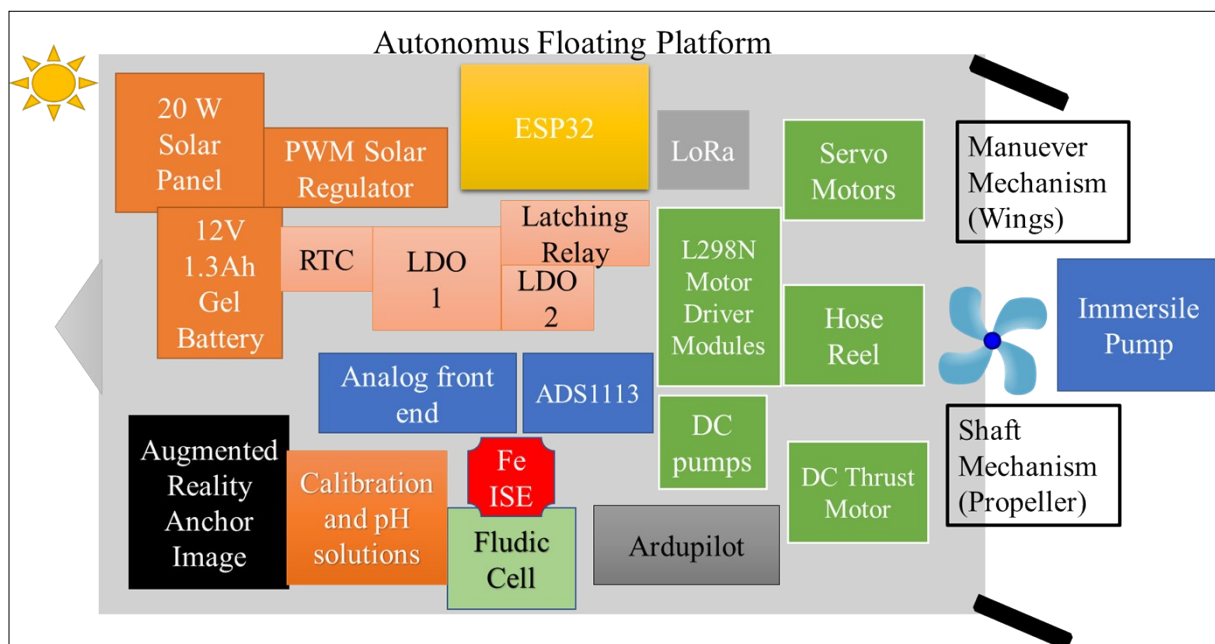 Autonomus Floating Platform
20 W
Solar
Panel
PWM Solar
Regulator
ESP32
LoRa
Servo
Motors
Manuever
Mechanism
(Wings)
12V
1.3Ah
Gel
Battery
RTC
LDO
1
Latching
Relay
LDO
2
L298N
Motor
Driver
Modules
Hose
Reel
Immersile
Pump
Analog front
end
ADS1113
DC
pumps
Shaft
Mechanism
(Propeller)
Augmented
Reality
Anchor
Image
Calibration
and pH
solutions
Fe
ISE
Fludic
Cell
Ardupilot
DC Thrust
Motor